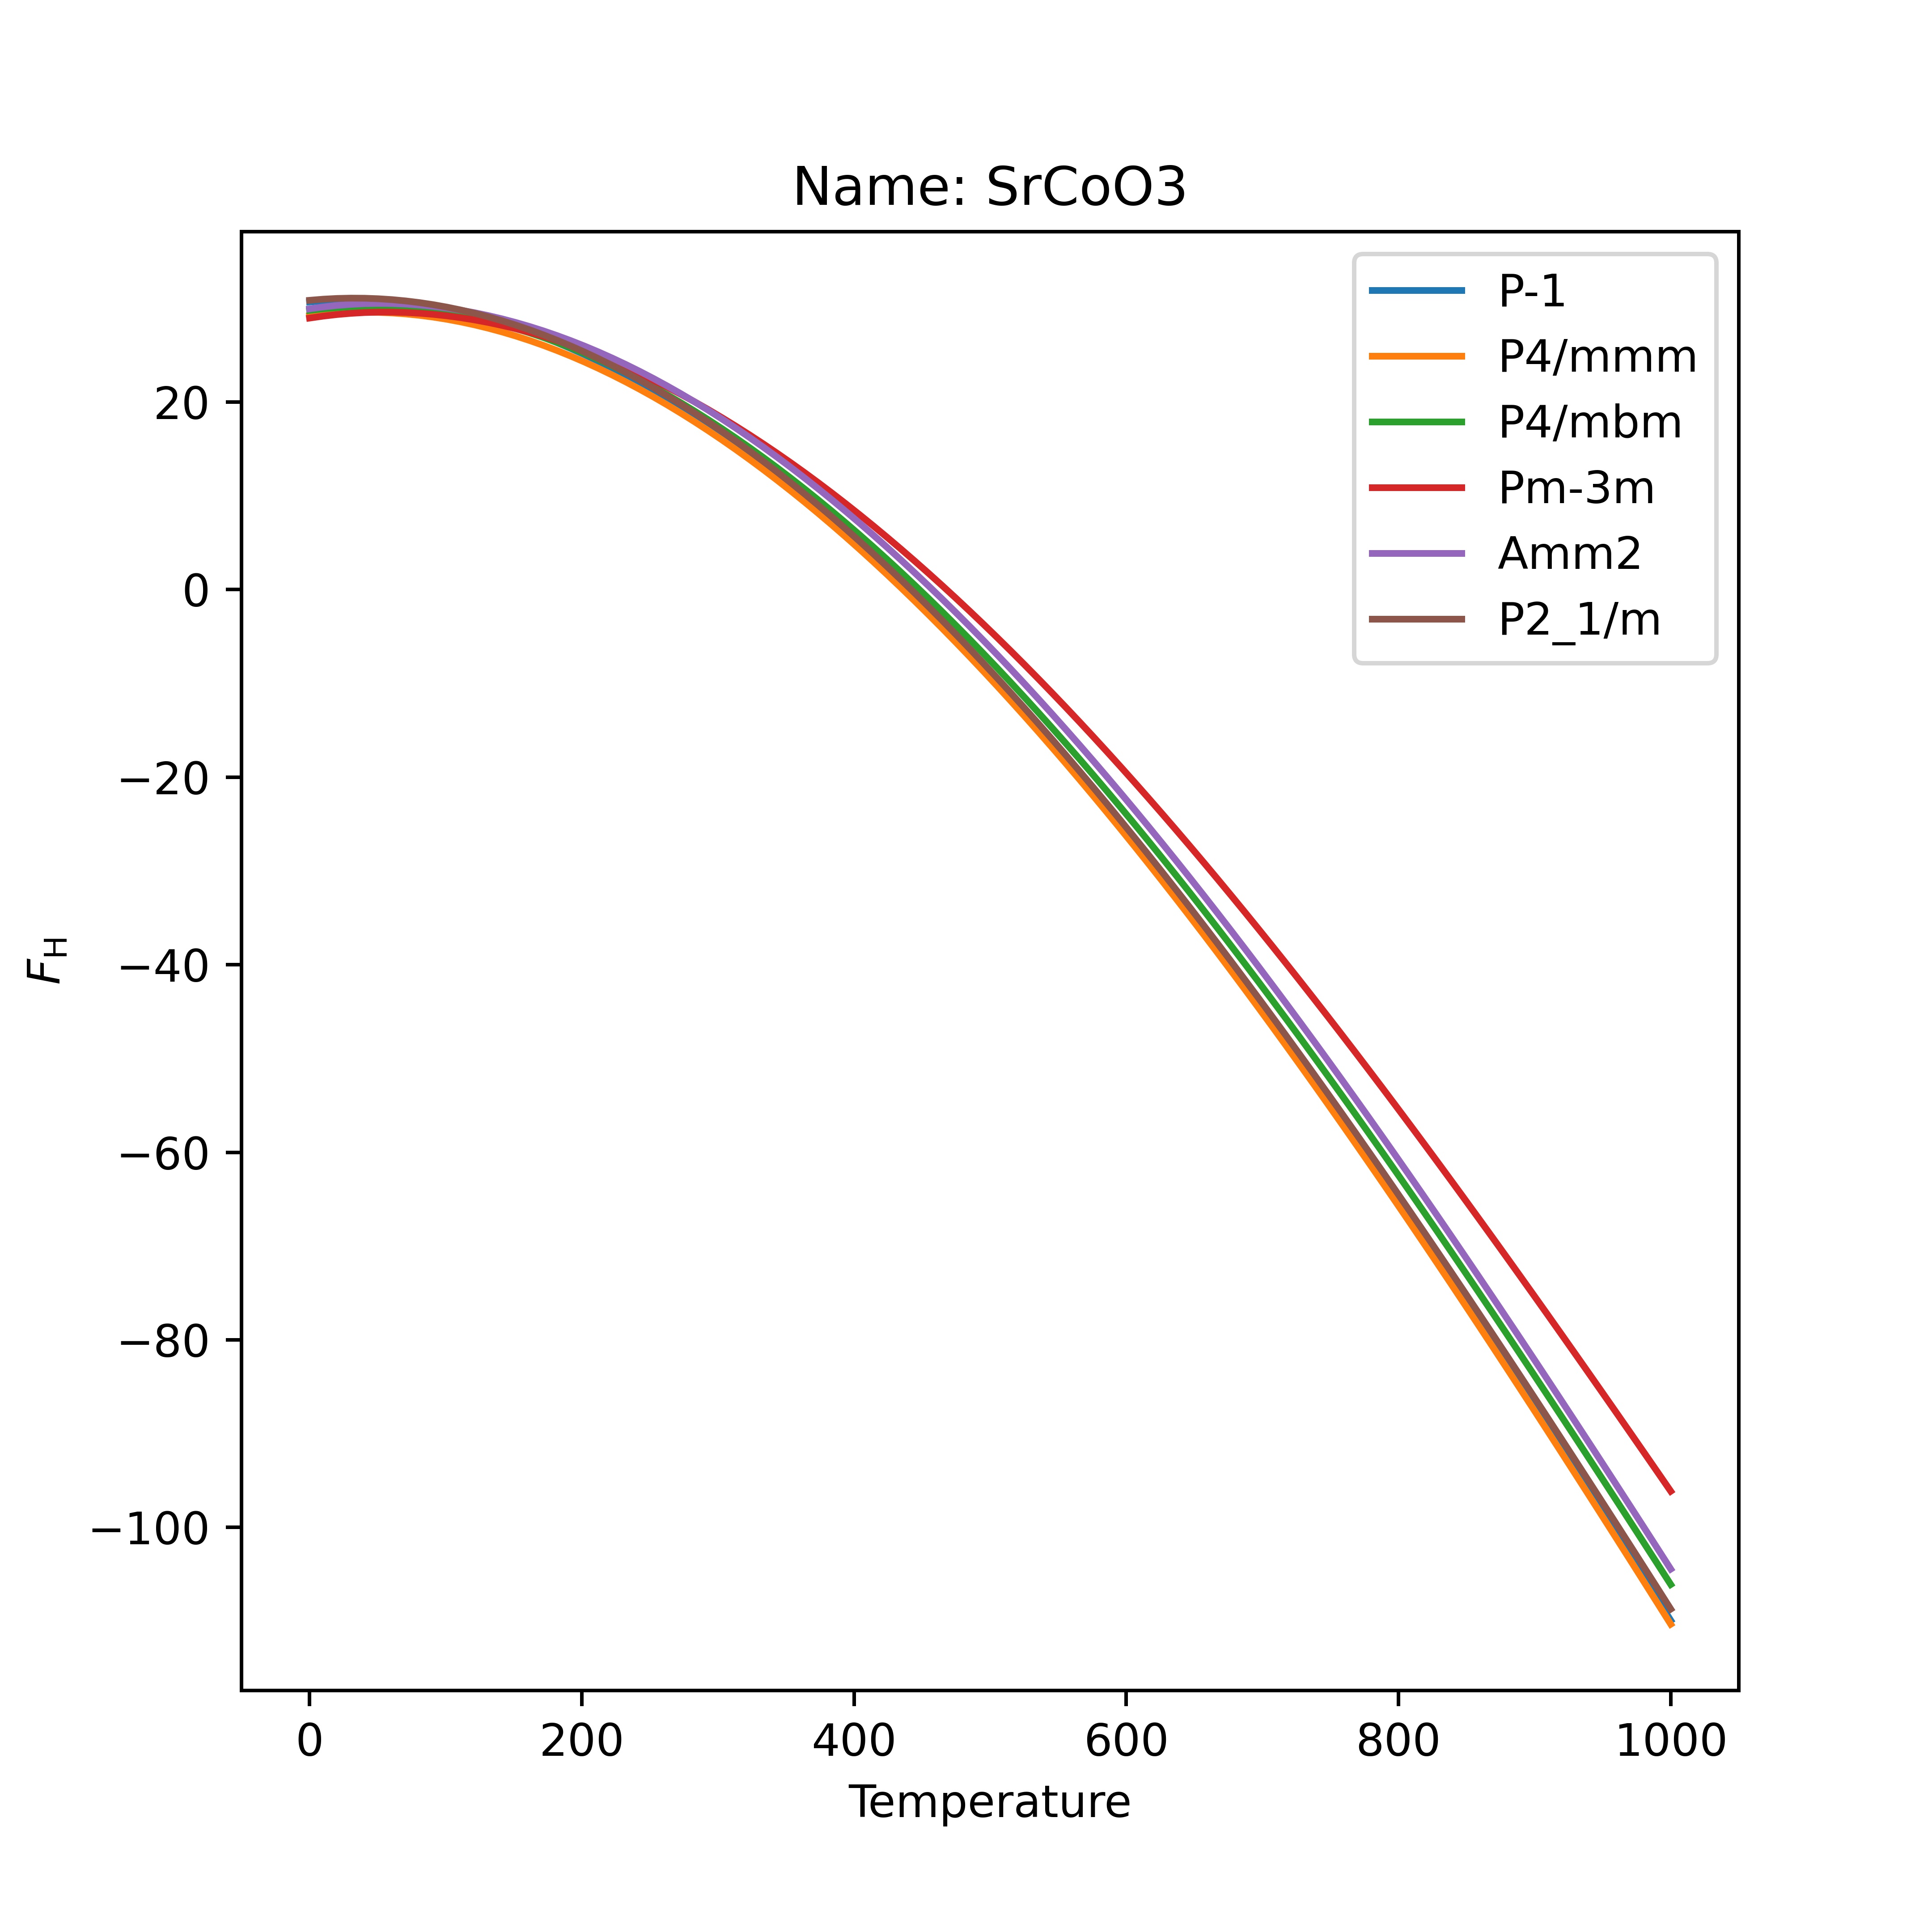 Name: SrCoO3
P-1
P4/mmm
P4/mbm
Pm-3m
Amm2
P2_1/m
20
0
−20
−40
−60
−80
−100
F_H
0 200 400 600 800 1000
Temperature